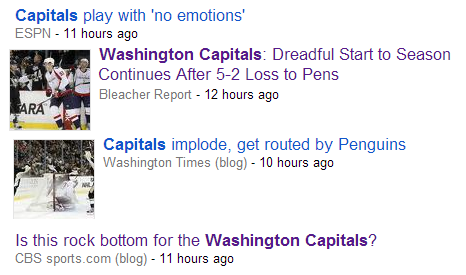 Capitals play with 'no emotions'
ESPN - 11 hours ago
Washington Capitals: Dreadful Start to Season
Continues After 5-2 Loss to Pens
Bleacher Report - 12 hours ago
Capitals implode, get routed by Penguins
Washington Times (blog) - 10 hours ago
Is this rock bottom for the Washington Capitals?
CBS sports.com (blog) - 11 hours ago